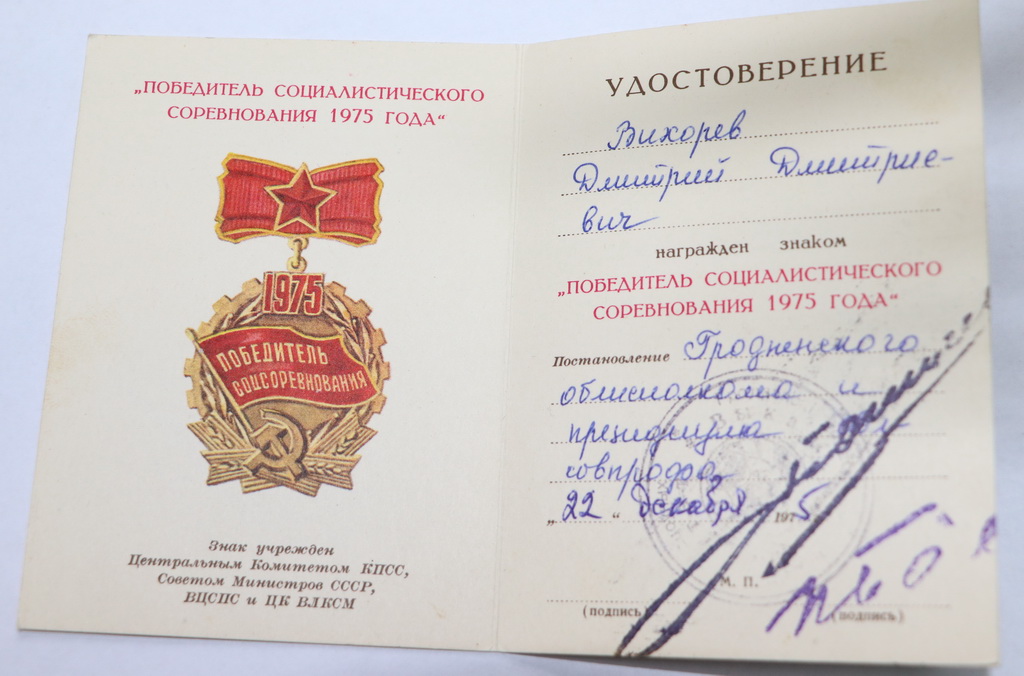 „ПОБЕДИТЕЛЬ СОЦИАЛИСТИЧЕСКОГО
СОРЕВНОВАНИЯ 1975 ГОДА“
1975
ПОБЕДИТЕЛЬ
СОЦСОРЕВНОВАНИЯ
Знак учрежден
Центральным Комитетом КПСС,
Советом Министров СССР,
ВЦСПС и ЦК ВЛКСМ
УДОСТОВЕРЕНИЕ
Вихорев
Дмитрий Дмитрие-
вич
награжден знаком
„ПОБЕДИТЕЛЬ СОЦИАЛИСТИЧЕСКОГО
СОРЕВНОВАНИЯ 1975 ГОДА“
Постановление Гродненского
облисполкома и
президиума
совпрофа
„22“ декабря 1975
М. П.
(подпись) (подпись)